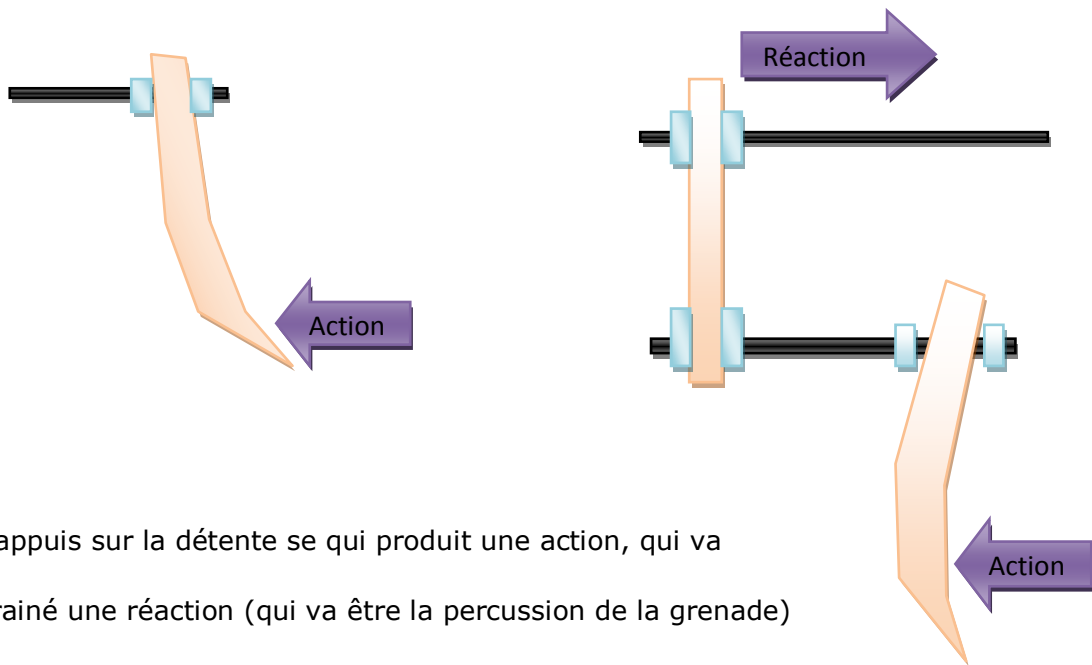 Réaction
Action
appuis sur la détente se qui produit une action, qui va
Action
rainé une réaction (qui va être la percussion de la grenade)